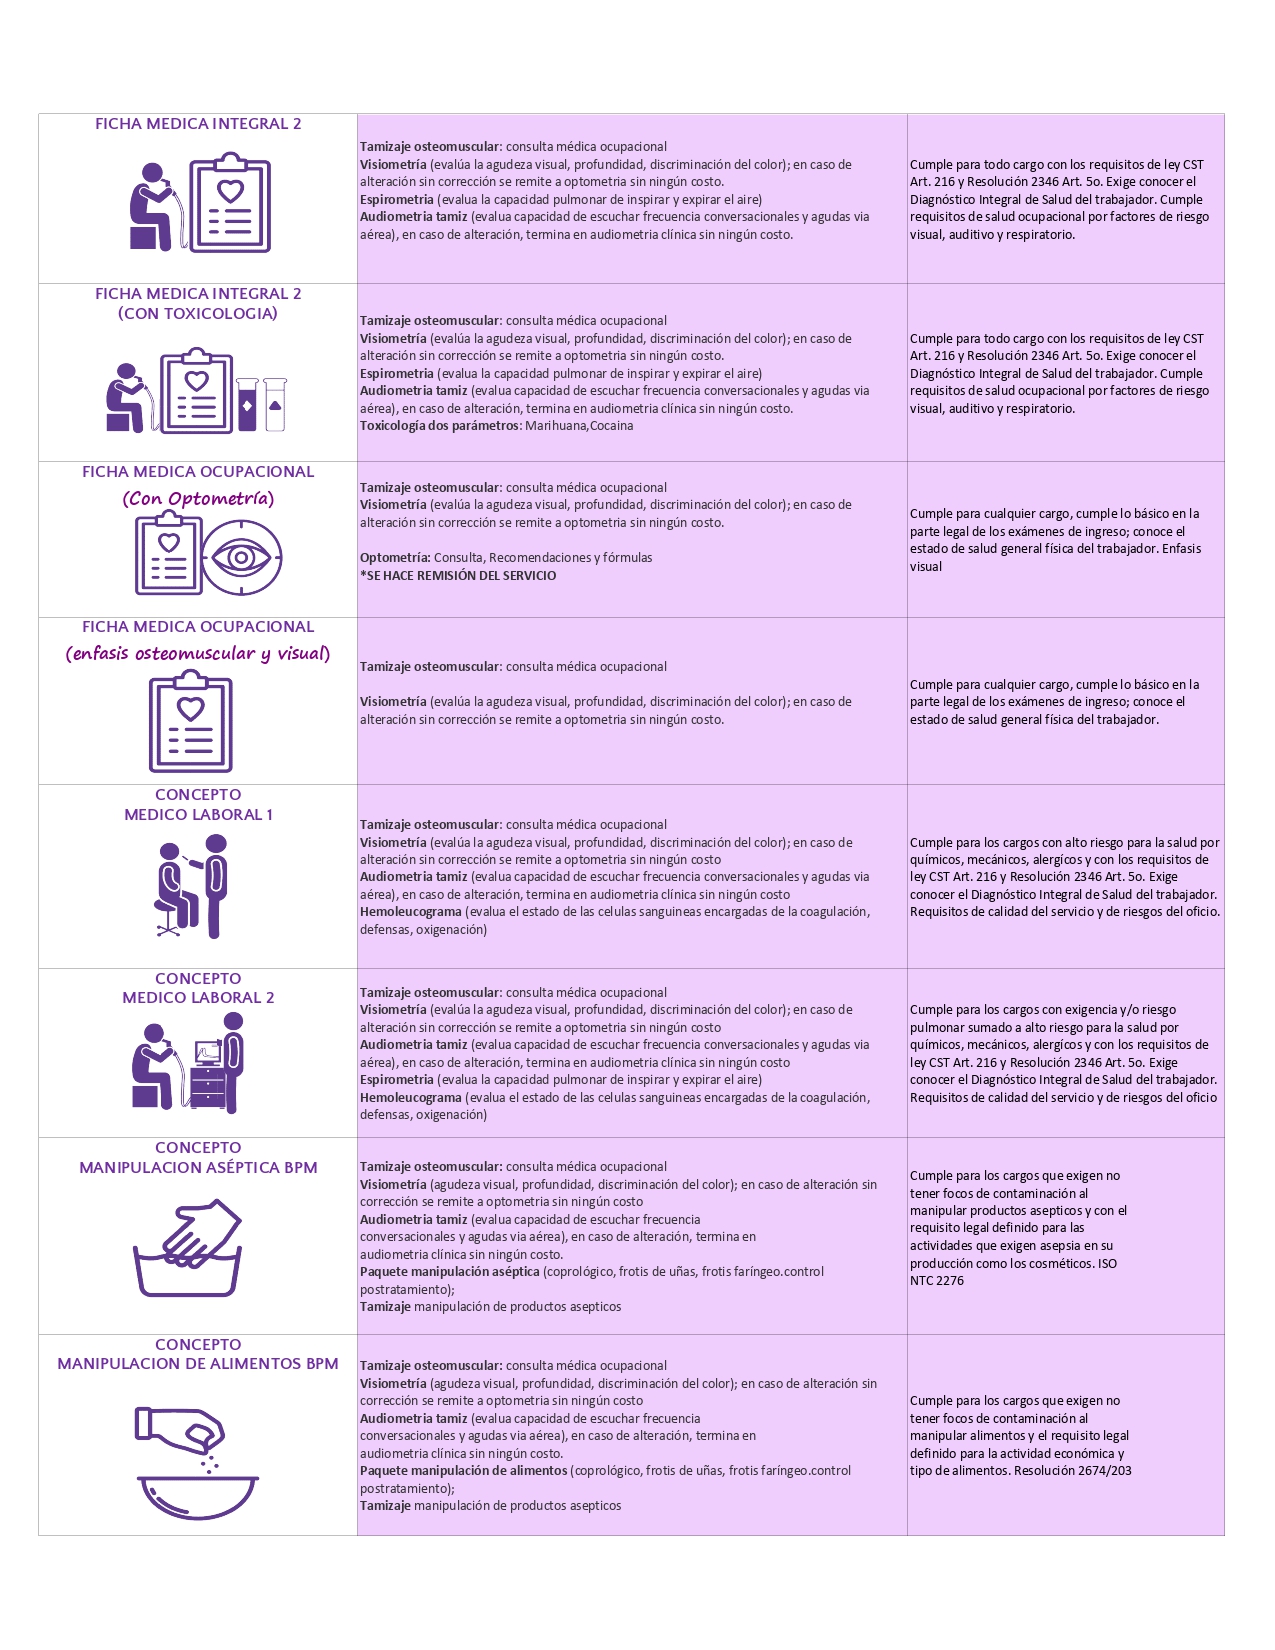 FICHA MEDICA INTEGRAL 2
Tamizaje osteomuscular: consulta médica ocupacional
Visiometría (evalúa la agudeza visual, profundidad, discriminación del color); en caso de
alteración sin corrección se remite a optometria sin ningún costo.
Espirometria (evalua la capacidad pulmonar de inspirar y expirar el aire)
Audiometria tamiz (evalua capacidad de escuchar frecuencia conversacionales y agudas via
aérea), en caso de alteración, termina en audiometria clínica sin ningún costo.
Cumple para todo cargo con los requisitos de ley CST
Art. 216 y Resolución 2346 Art. 5o. Exige conocer el
Diagnóstico Integral de Salud del trabajador. Cumple
requisitos de salud ocupacional por factores de riesgo
visual, auditivo y respiratorio.
FICHA MEDICA INTEGRAL 2
(CON TOXICOLOGIA)
Tamizaje osteomuscular: consulta médica ocupacional
Visiometría (evalúa la agudeza visual, profundidad, discriminación del color); en caso de
alteración sin corrección se remite a optometria sin ningún costo.
Espirometria (evalua la capacidad pulmonar de inspirar y expirar el aire)
Audiometria tamiz (evalua capacidad de escuchar frecuencia conversacionales y agudas via
aérea), en caso de alteración, termina en audiometria clínica sin ningún costo.
Toxicología dos parámetros: Marihuana,Cocaina
Cumple para todo cargo con los requisitos de ley CST
Art. 216 y Resolución 2346 Art. 5o. Exige conocer el
Diagnóstico Integral de Salud del trabajador. Cumple
requisitos de salud ocupacional por factores de riesgo
visual, auditivo y respiratorio.
FICHA MEDICA OCUPACIONAL
(Con Optometría)
Tamizaje osteomuscular: consulta médica ocupacional
Visiometría (evalúa la agudeza visual, profundidad, discriminación del color); en caso de
alteración sin corrección se remite a optometria sin ningún costo.
Optometría: Consulta, Recomendaciones y fórmulas
*SE HACE REMISIÓN DEL SERVICIO
Cumple para cualquier cargo, cumple lo básico en la
parte legal de los exámenes de ingreso; conoce el
estado de salud general física del trabajador. Enfasis
visual
FICHA MEDICA OCUPACIONAL
(enfasis osteomuscular y visual)
Tamizaje osteomuscular: consulta médica ocupacional
Visiometría (evalúa la agudeza visual, profundidad, discriminación del color); en caso de
alteración sin corrección se remite a optometria sin ningún costo.
Cumple para cualquier cargo, cumple lo básico en la
parte legal de los exámenes de ingreso; conoce el
estado de salud general física del trabajador.
CONCEPTO
MEDICO LABORAL 1
Tamizaje osteomuscular: consulta médica ocupacional
Visiometría (evalúa la agudeza visual, profundidad, discriminación del color); en caso de
alteración sin corrección se remite a optometria sin ningún costo
Audiometria tamiz (evalua capacidad de escuchar frecuencia conversacionales y agudas via
aérea), en caso de alteración, termina en audiometria clínica sin ningún costo
Hemoleucograma (evalua el estado de las celulas sanguineas encargadas de la coagulación,
defensas, oxigenación)
Cumple para los cargos con alto riesgo para la salud por
químicos, mecánicos, alergícos y con los requisitos de
ley CST Art. 216 y Resolución 2346 Art. 5o. Exige
conocer el Diagnóstico Integral de Salud del trabajador.
Requisitos de calidad del servicio y de riesgos del oficio.
CONCEPTO
MEDICO LABORAL 2
Tamizaje osteomuscular: consulta médica ocupacional
Visiometría (evalúa la agudeza visual, profundidad, discriminación del color); en caso de
alteración sin corrección se remite a optometria sin ningún costo
Audiometria tamiz (evalua capacidad de escuchar frecuencia conversacionales y agudas via
aérea), en caso de alteración, termina en audiometria clínica sin ningún costo
Espirometria (evalua la capacidad pulmonar de inspirar y expirar el aire)
Hemoleucograma (evalua el estado de las celulas sanguineas encargadas de la coagulación,
defensas, oxigenación)
Cumple para los cargos con exigencia y/o riesgo
pulmonar sumado a alto riesgo para la salud por
químicos, mecánicos, alergícos y con los requisitos de
ley CST Art. 216 y Resolución 2346 Art. 5o. Exige
conocer el Diagnóstico Integral de Salud del trabajador.
Requisitos de calidad del servicio y de riesgos del oficio
CONCEPTO
MANIPULACION ASÉPTICA BPM
Tamizaje osteomuscular: consulta médica ocupacional
Visiometría (agudeza visual, profundidad, discriminación del color); en caso de alteración sin
corrección se remite a optometria sin ningún costo
Audiometria tamiz (evalua capacidad de escuchar frecuencia
conversacionales y agudas via aérea), en caso de alteración, termina en
audiometria clínica sin ningún costo.
Paquete manipulación aséptica (coprológico, frotis de uñas, frotis faríngeo.control
postratamiento);
Tamizaje manipulación de productos asepticos
Cumple para los cargos que exigen no
tener focos de contaminación al
manipular productos asepticos y con el
requisito legal definido para las
actividades que exigen asepsia en su
producción como los cosméticos. ISO
NTC 2276
CONCEPTO
MANIPULACION DE ALIMENTOS BPM
Tamizaje osteomuscular: consulta médica ocupacional
Visiometría (agudeza visual, profundidad, discriminación del color); en caso de alteración sin
corrección se remite a optometria sin ningún costo
Audiometria tamiz (evalua capacidad de escuchar frecuencia
conversacionales y agudas via aérea), en caso de alteración, termina en
audiometria clínica sin ningún costo.
Paquete manipulación de alimentos (coprológico, frotis de uñas, frotis faríngeo.control
postratamiento);
Tamizaje manipulación de productos asepticos
Cumple para los cargos que exigen no
tener focos de contaminación al
manipular alimentos y el requisito legal
definido para la actividad económica y
tipo de alimentos. Resolución 2674/203